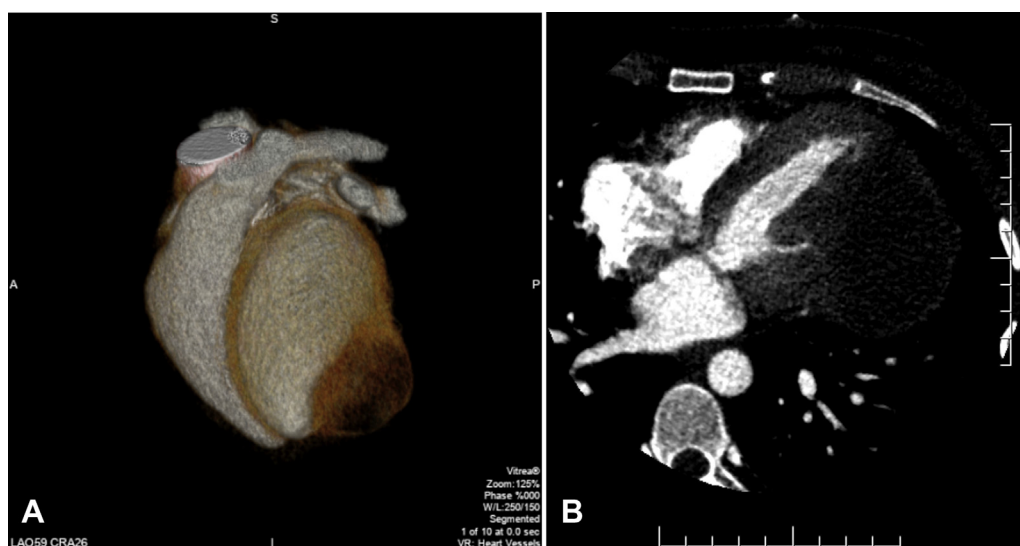 S
A
P
I
Vitrea®
Zoom:125%
Phase %000
W/L:250/150
Segmented
1 of 10 at 0.0 sec
VR: Heart Vessels
LAO59 CRA26
A
B